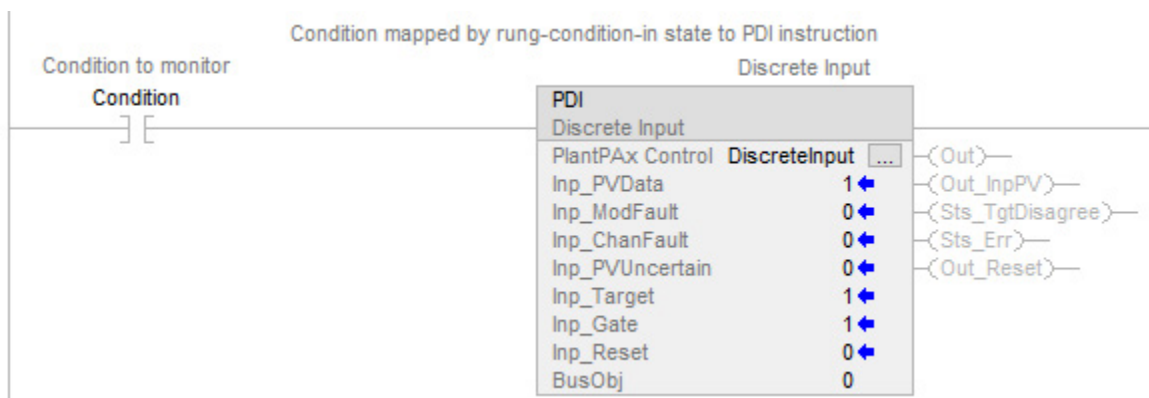 Condition mapped by rung-condition-in state to PDI instruction
Condition to monitor
Discrete Input
Condition
PDI
Discrete Input
PlantPAx Control DiscreteInput ... (Out)
Inp_PVData 1 (Out_InpPV)
Inp_ModFault 0 (Sts_TgtDisagree)
Inp_ChanFault 0 (Sts_Err)
Inp_PVUncertain 0 (Out_Reset)
Inp_Target 1
Inp_Gate 1
Inp_Reset 0
BusObj 0